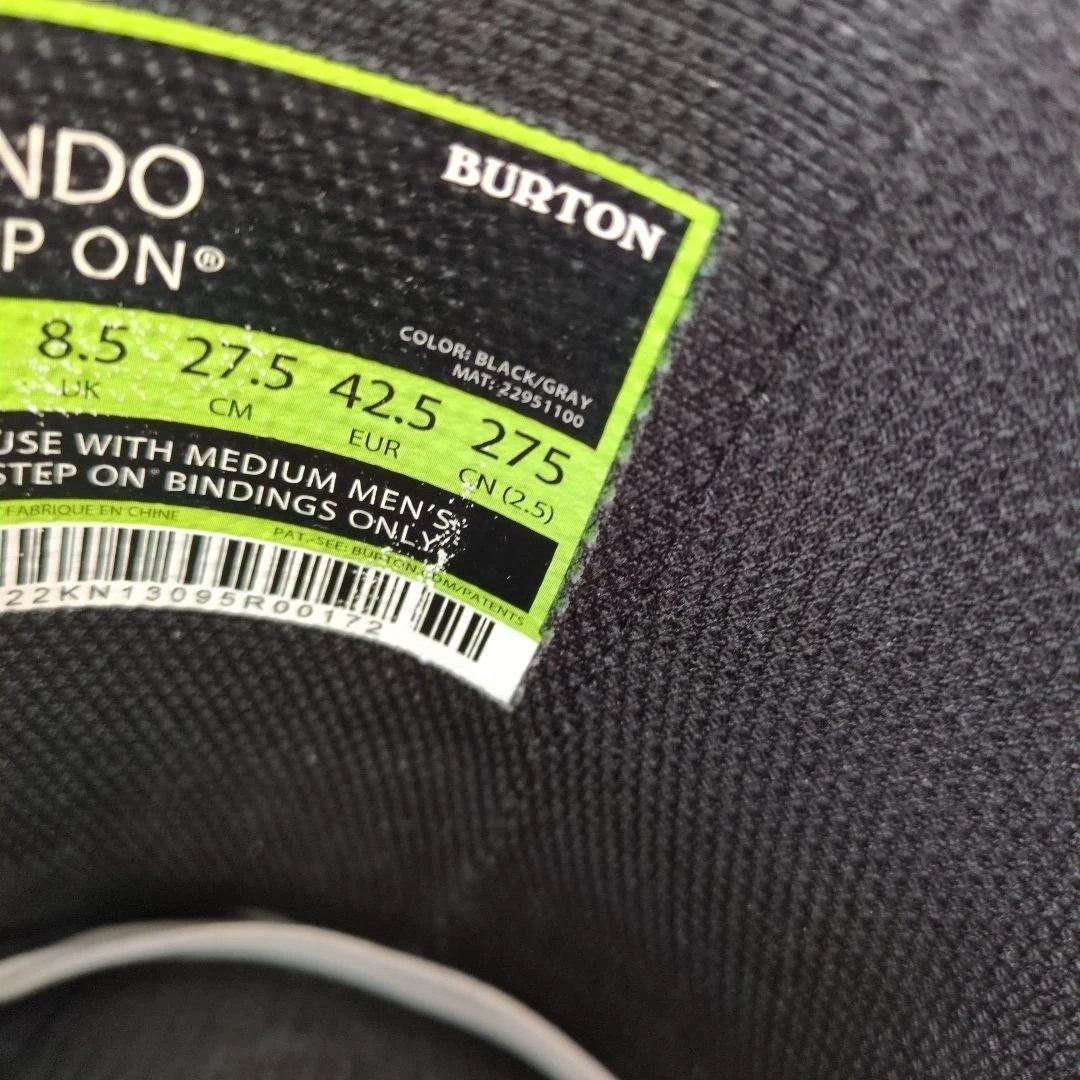 NDO
BURTON
P ON®
COLOR: BLACK/GRAY
MAT: 22951100
8.5 27.5 42.5 275
UK CM EUR CN (2.5)
USE WITH MEDIUM MEN'S
STEP ON® BINDINGS ONLY
FABRIQUE EN CHINE
PAT.-SEE: BURTON.COM/PATENTS
22KN13095R00172